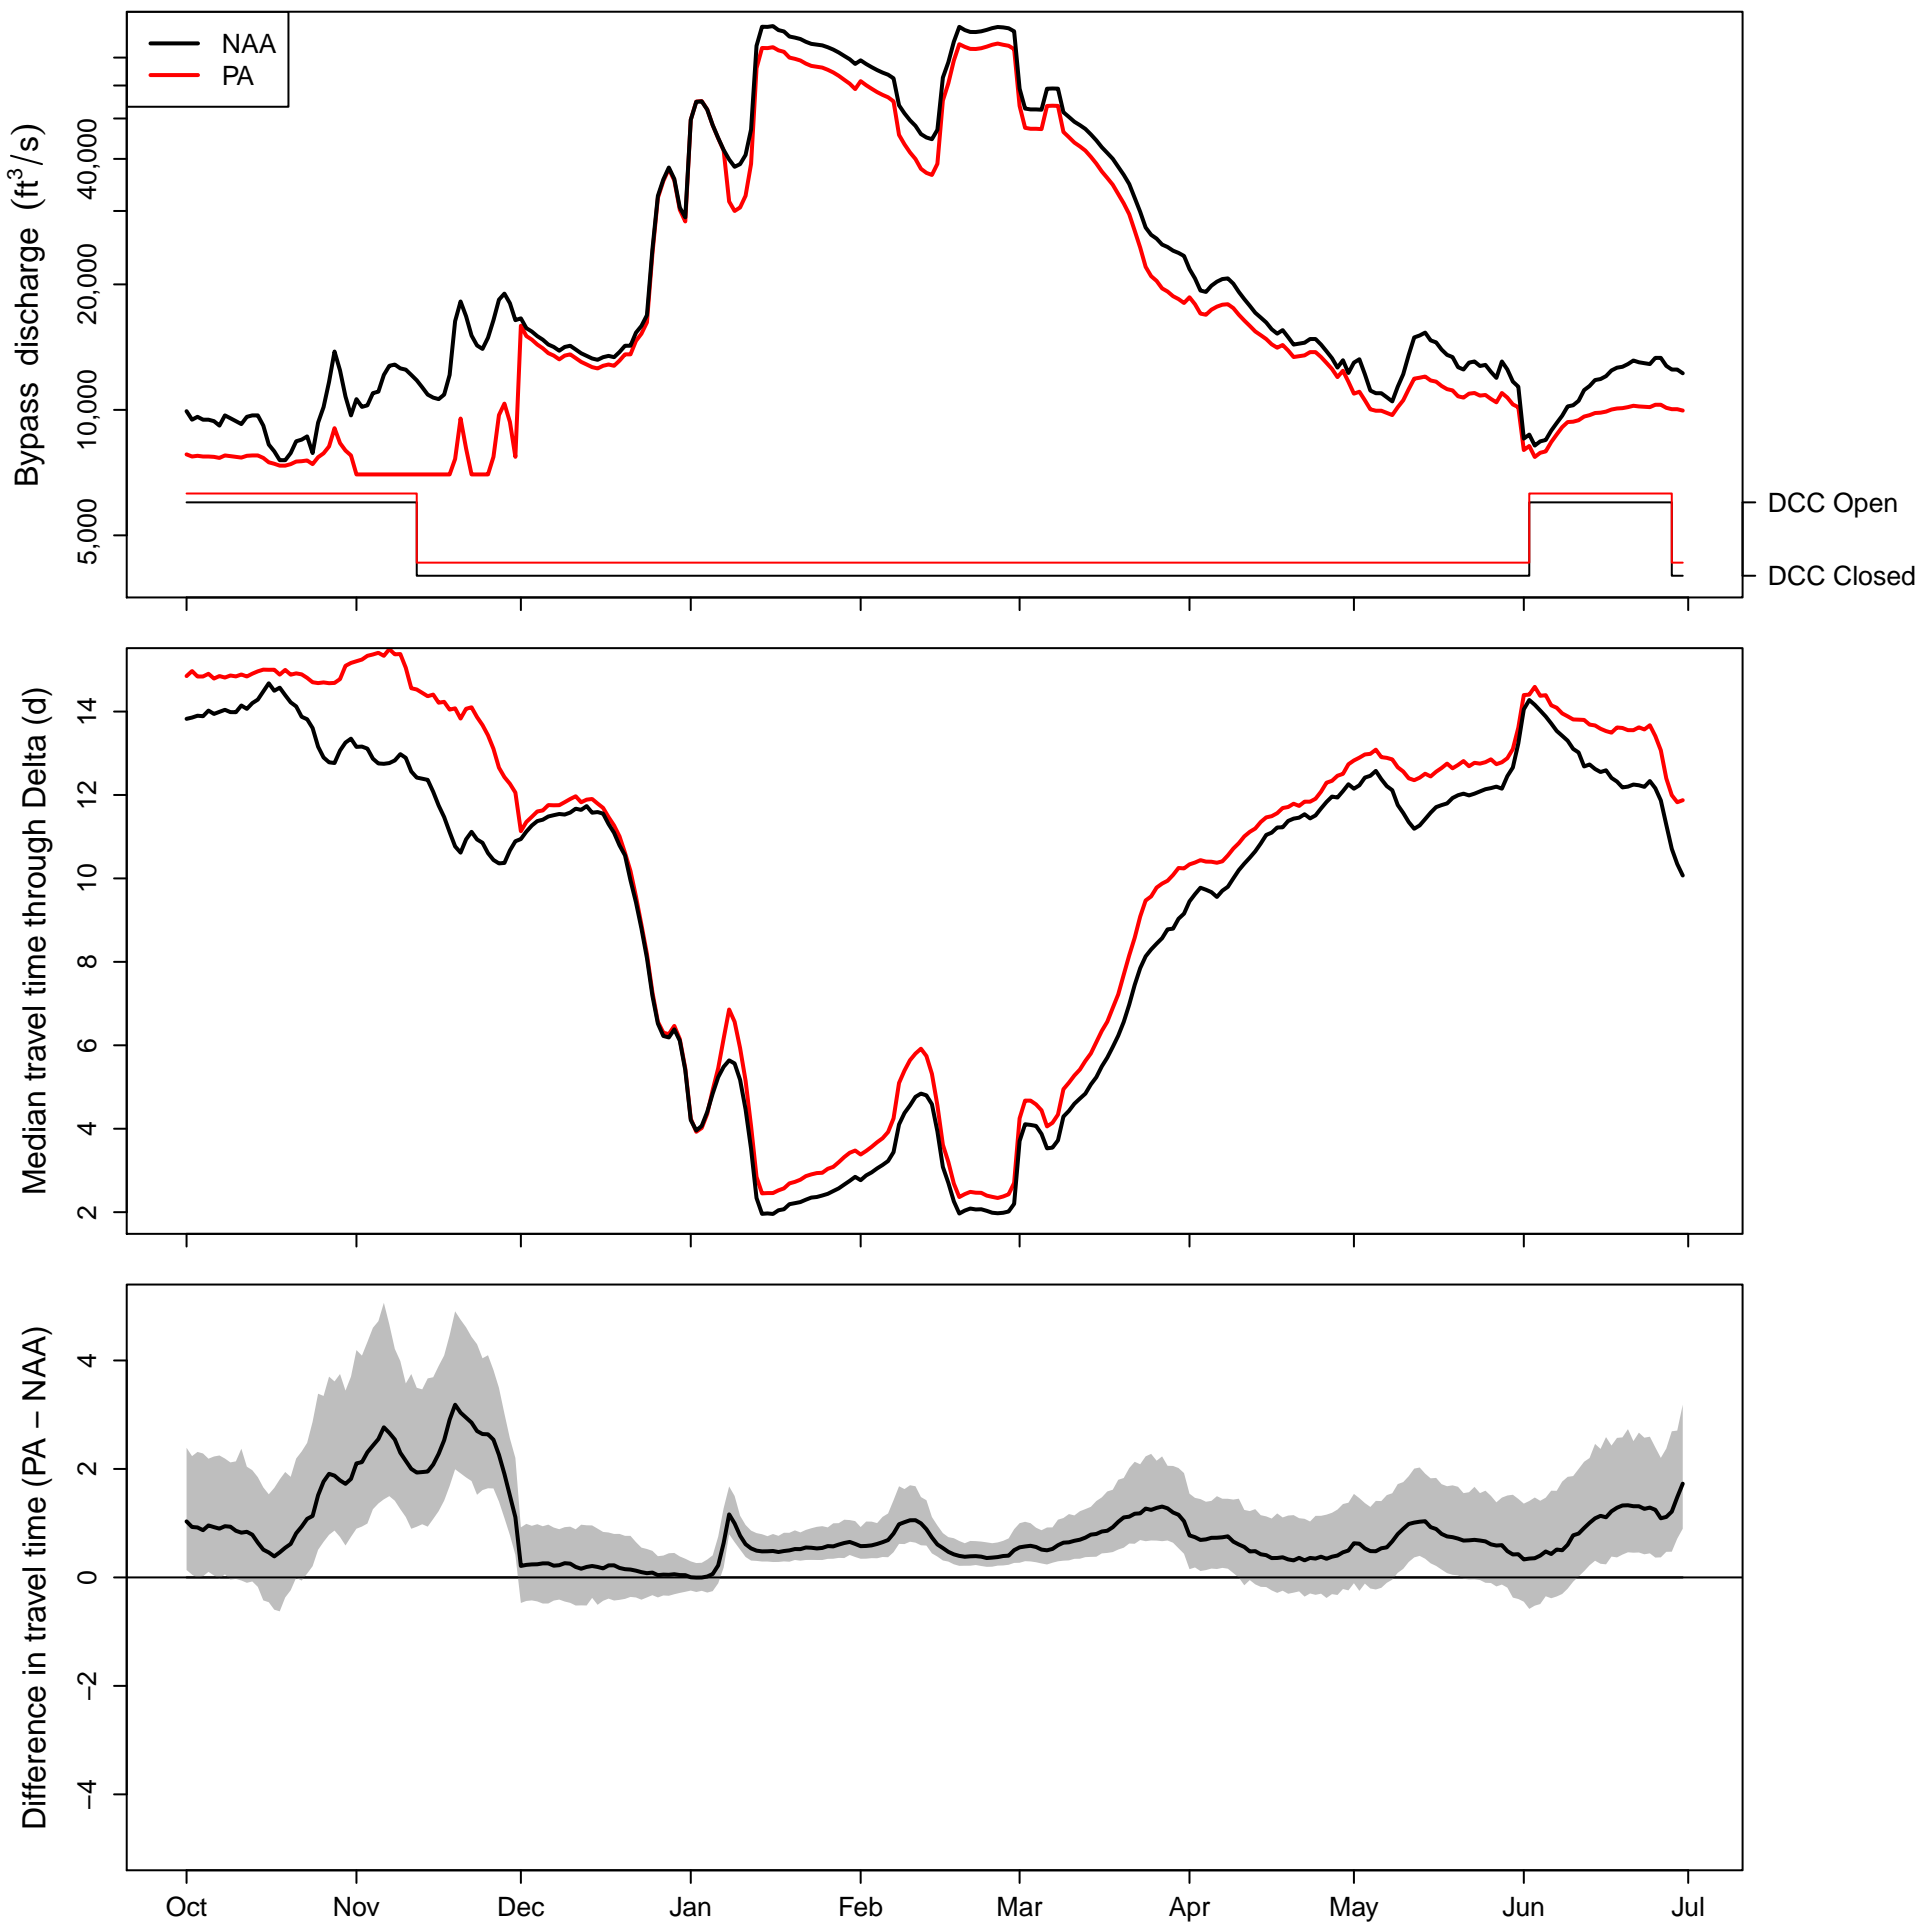 NAA
PA
Bypass discharge (ft³/s)
40,000
20,000
10,000
5,000
DCC Open
DCC Closed
Median travel time through Delta (d)
14
12
10
8
6
4
2
Difference in travel time (PA − NAA)
4
2
0
−2
−4
Oct Nov Dec Jan Feb Mar Apr May Jun Jul